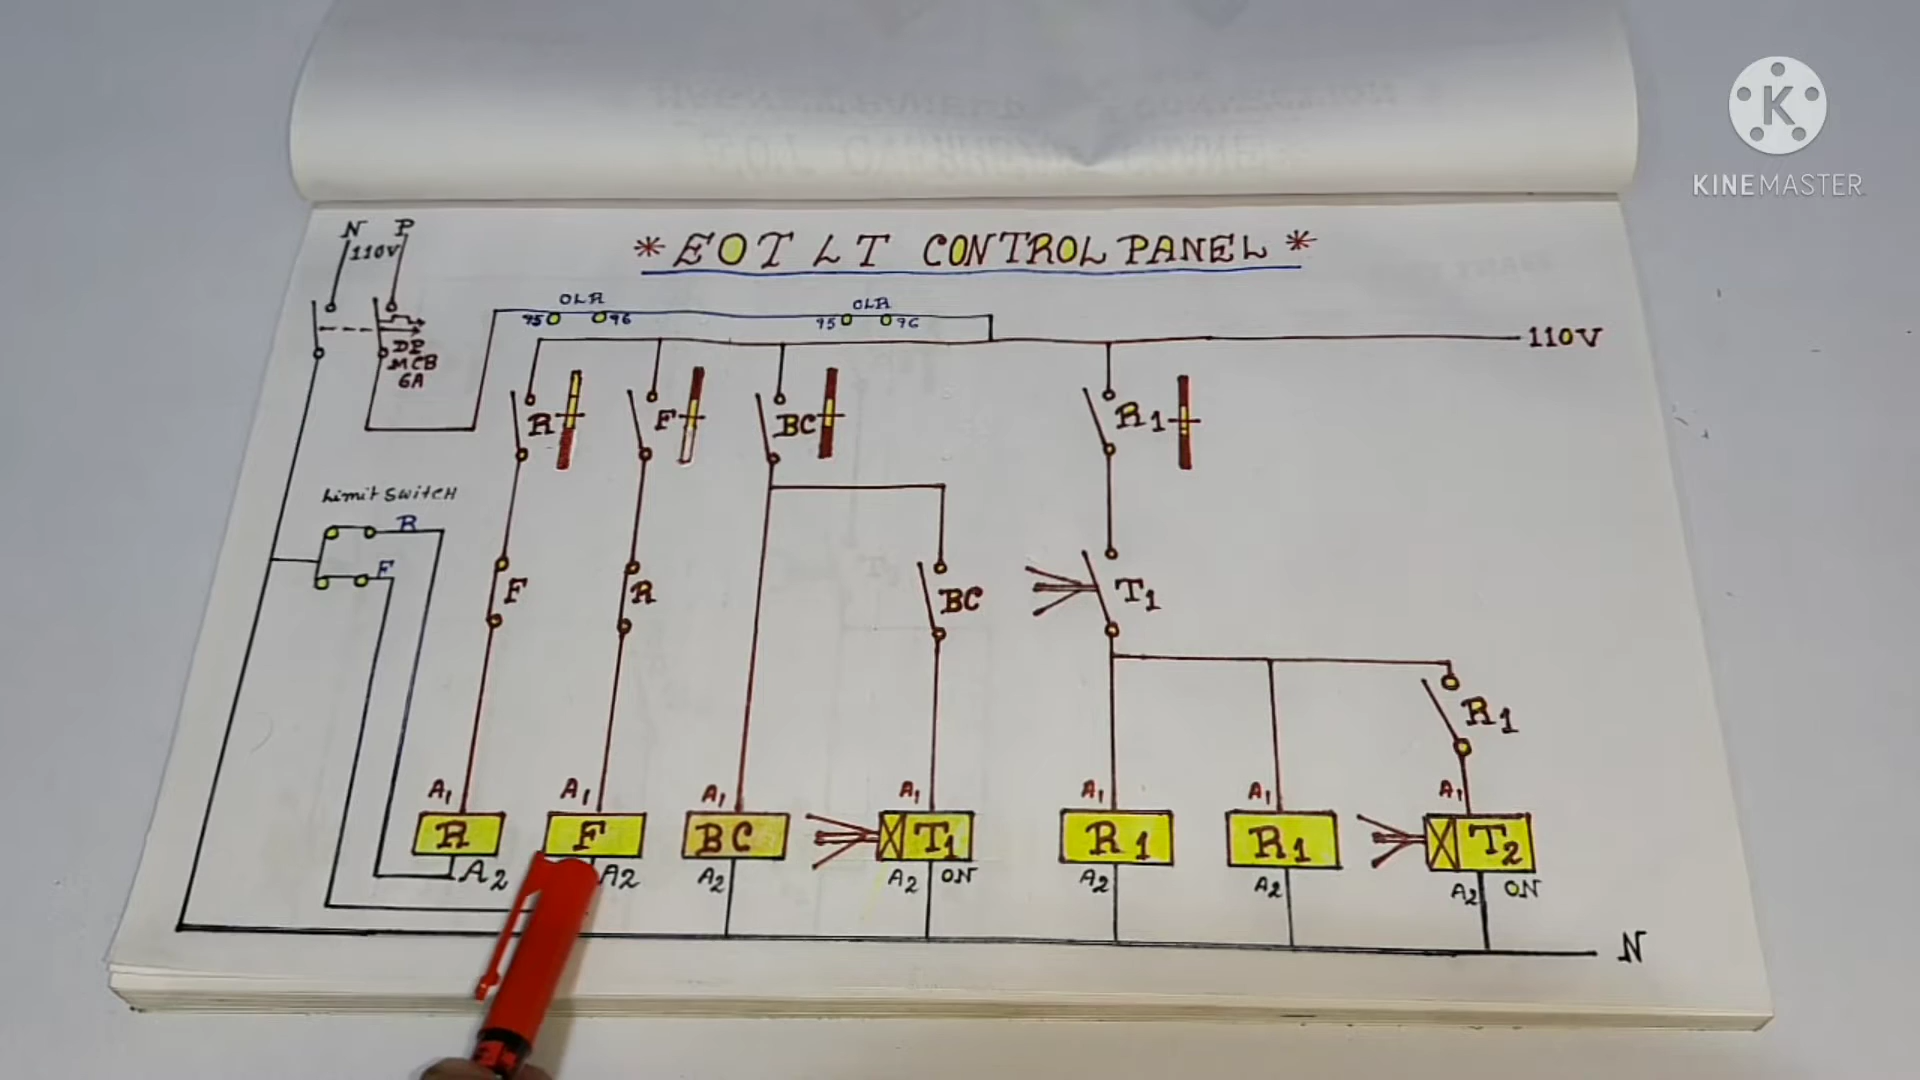 KINEMASTER
N P
110V
* EOT LT CONTROL PANEL *
OLR
95 96
OLR
95 96
110V
DP
MCB
6A
R
F
BC
R1
Limit Switch
R
F
F
R
BC
T1
R1
A1
A1
A1
A1
A1
A1
A1
R
F
BC
T1
R1
R1
T2
A2
A2
A2
A2
ON
A2
A2
A2
ON
N